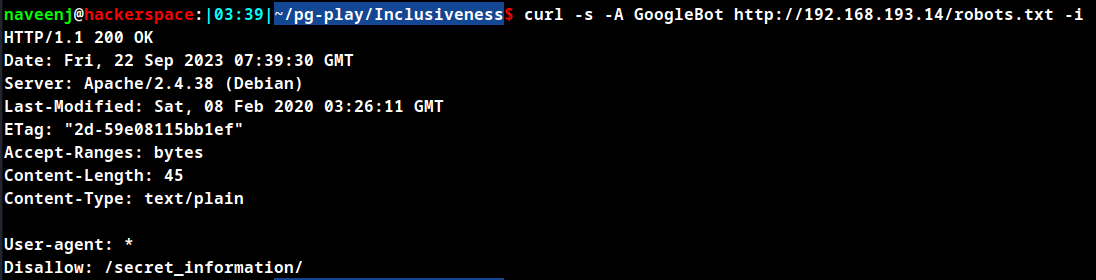 naveenj@hackerspace:|03:39|~/pg-play/Inclusiveness$ curl -s -A GoogleBot http://192.168.193.14/robots.txt -i
HTTP/1.1 200 OK
Date: Fri, 22 Sep 2023 07:39:30 GMT
Server: Apache/2.4.38 (Debian)
Last-Modified: Sat, 08 Feb 2020 03:26:11 GMT
ETag: "2d-59e08115bb1ef"
Accept-Ranges: bytes
Content-Length: 45
Content-Type: text/plain
User-agent: *
Disallow: /secret_information/